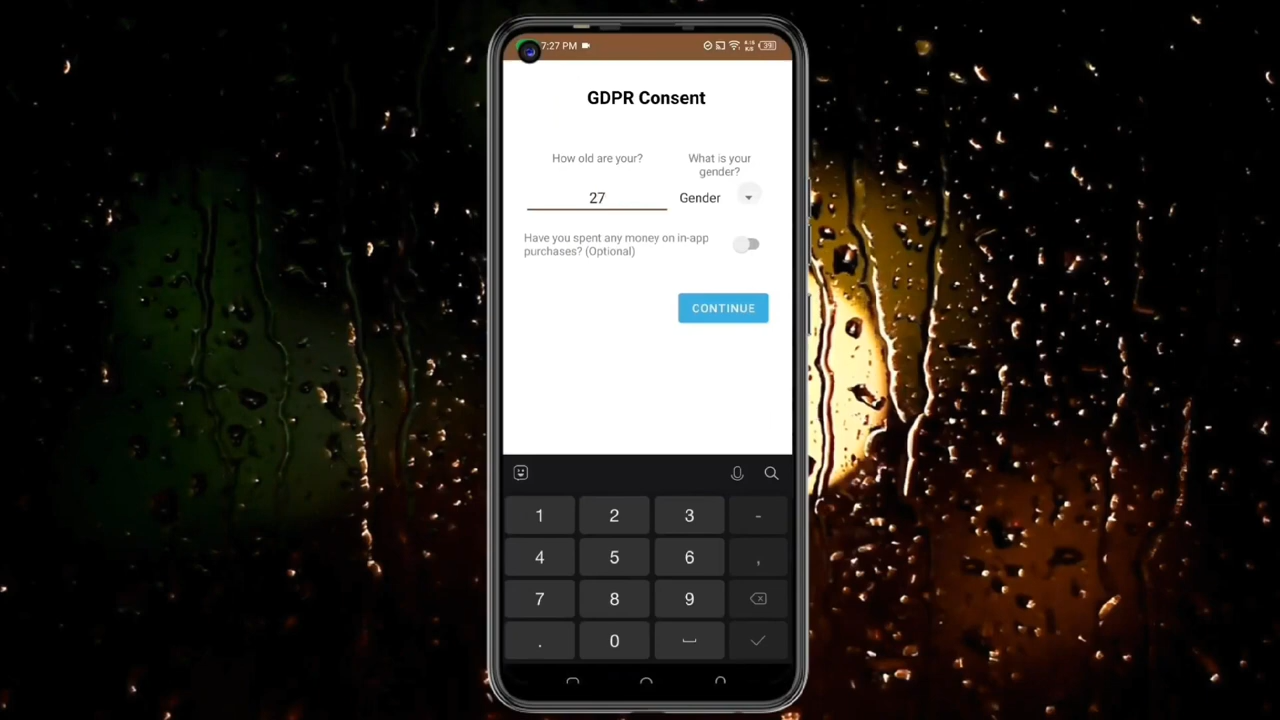 7:27 PM
GDPR Consent
How old are your?
What is your
gender?
27
Gender
Have you spent any money on in-app
purchases? (Optional)
CONTINUE
1 2 3 -
4 5 6 ,
7 8 9
. 0